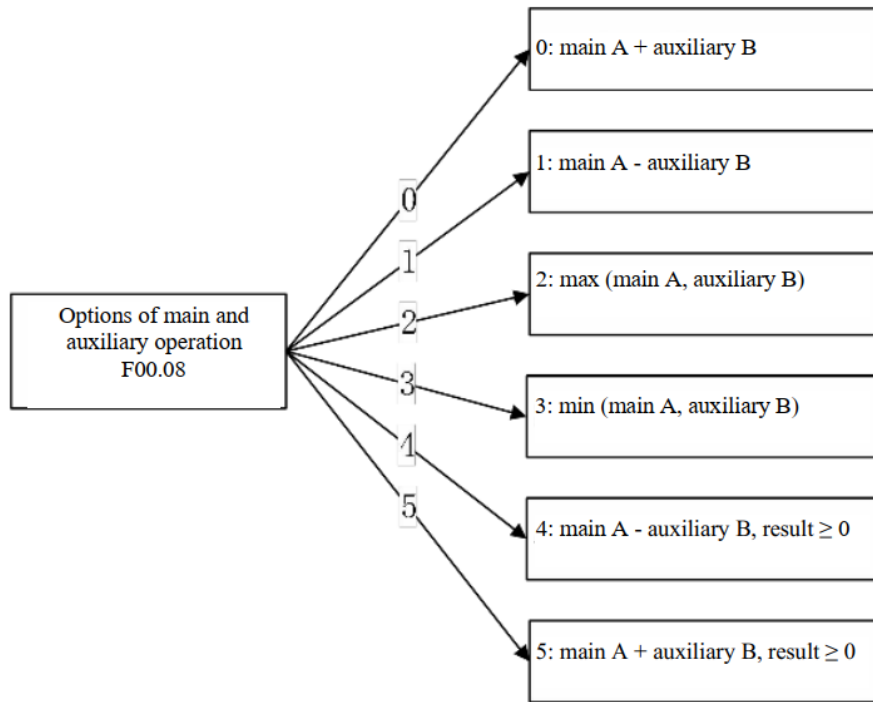 0: main A + auxiliary B
0
1: main A - auxiliary B
1
Options of main and
auxiliary operation
F00.08
2: max (main A, auxiliary B)
2
3: min (main A, auxiliary B)
3
4: main A - auxiliary B, result ≥ 0
4
5: main A + auxiliary B, result ≥ 0
5